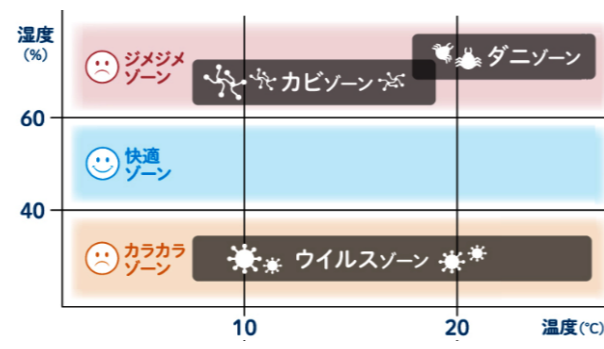 湿度
(%)
ジメジメ
ゾーン
カビゾーン
ダニゾーン
60
快適
ゾーン
40
カラカラ
ゾーン
ウイルスゾーン
10
20
温度(℃)